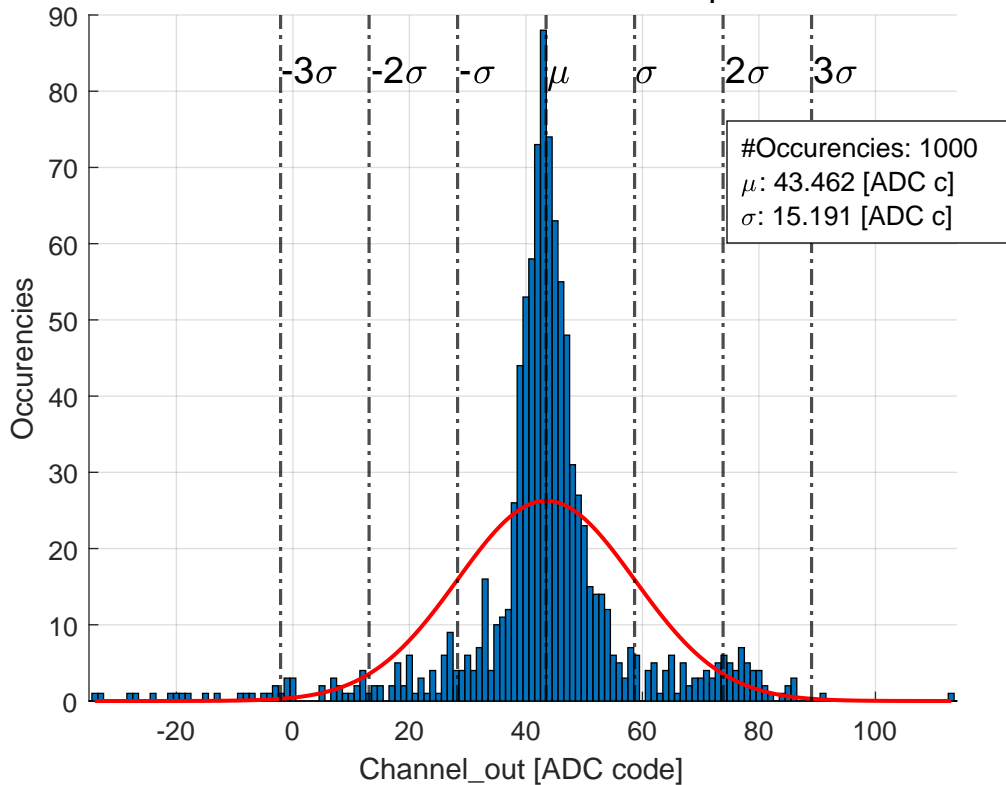 90
80
70
60
50
40
30
20
10
0
Occurencies
-3σ -2σ -σ μ σ 2σ 3σ
#Occurencies: 1000
μ: 43.462 [ADC c]
σ: 15.191 [ADC c]
-20 0 20 40 60 80 100
Channel_out [ADC code]